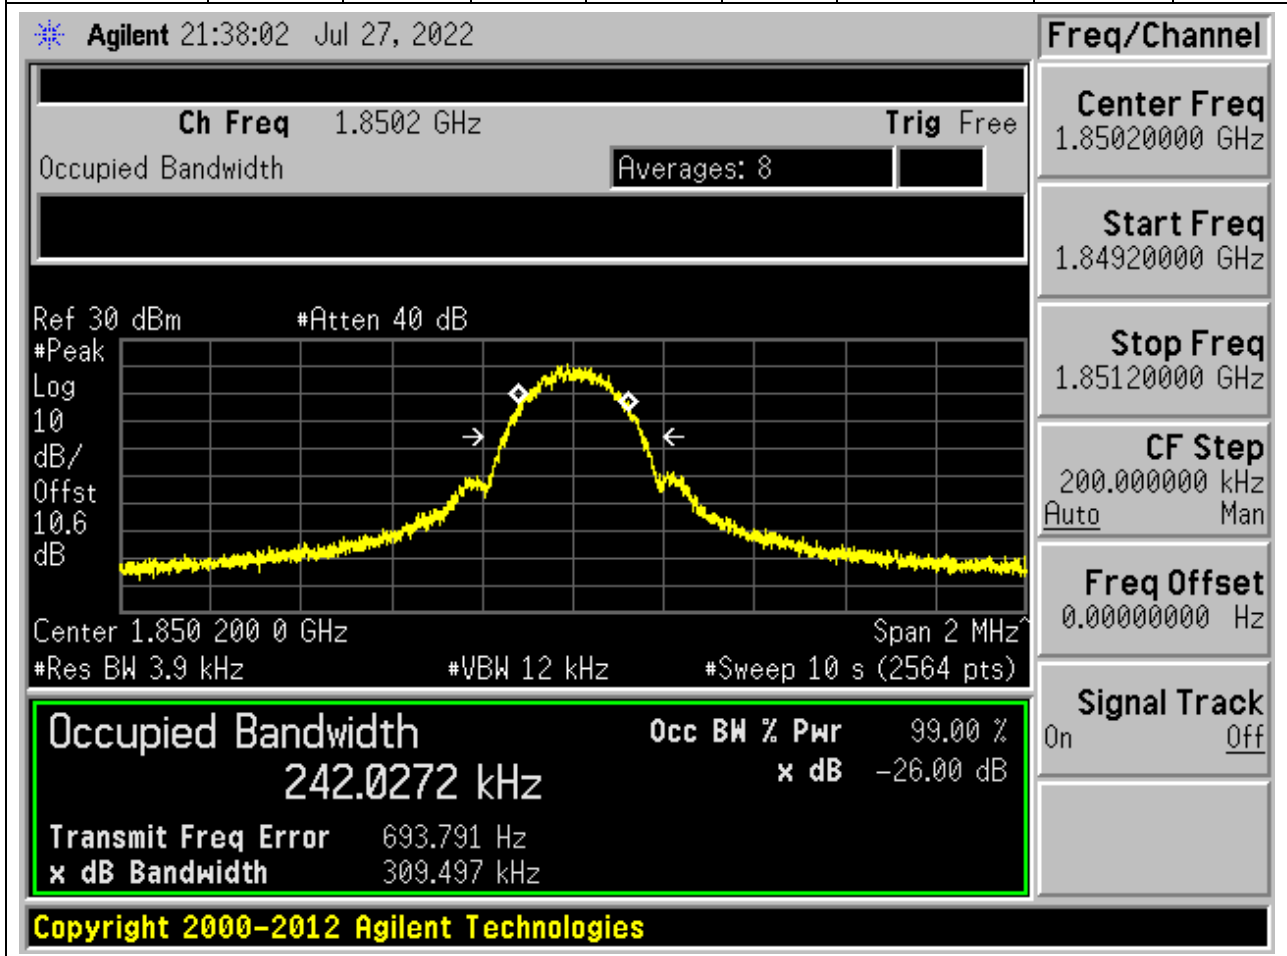 Agilent 21:38:02 Jul 27, 2022
Freq/Channel
Ch Freq 1.8502 GHz Trig Free
Occupied Bandwidth Averages: 8
Ref 30 dBm #Atten 40 dB
#Peak
Log
10
dB/
Offst
10.6
dB
Center 1.850 200 0 GHz Span 2 MHz^
#Res BW 3.9 kHz #VBW 12 kHz #Sweep 10 s (2564 pts)
Occupied Bandwidth
242.0272 kHz
Occ BW % Pwr 99.00 %
x dB -26.00 dB
Transmit Freq Error 693.791 Hz
x dB Bandwidth 309.497 kHz
Center Freq
1.85020000 GHz
Start Freq
1.84920000 GHz
Stop Freq
1.85120000 GHz
CF Step
200.000000 kHz
Auto Man
Freq Offset
0.00000000 Hz
Signal Track
On Off
Copyright 2000-2012 Agilent Technologies